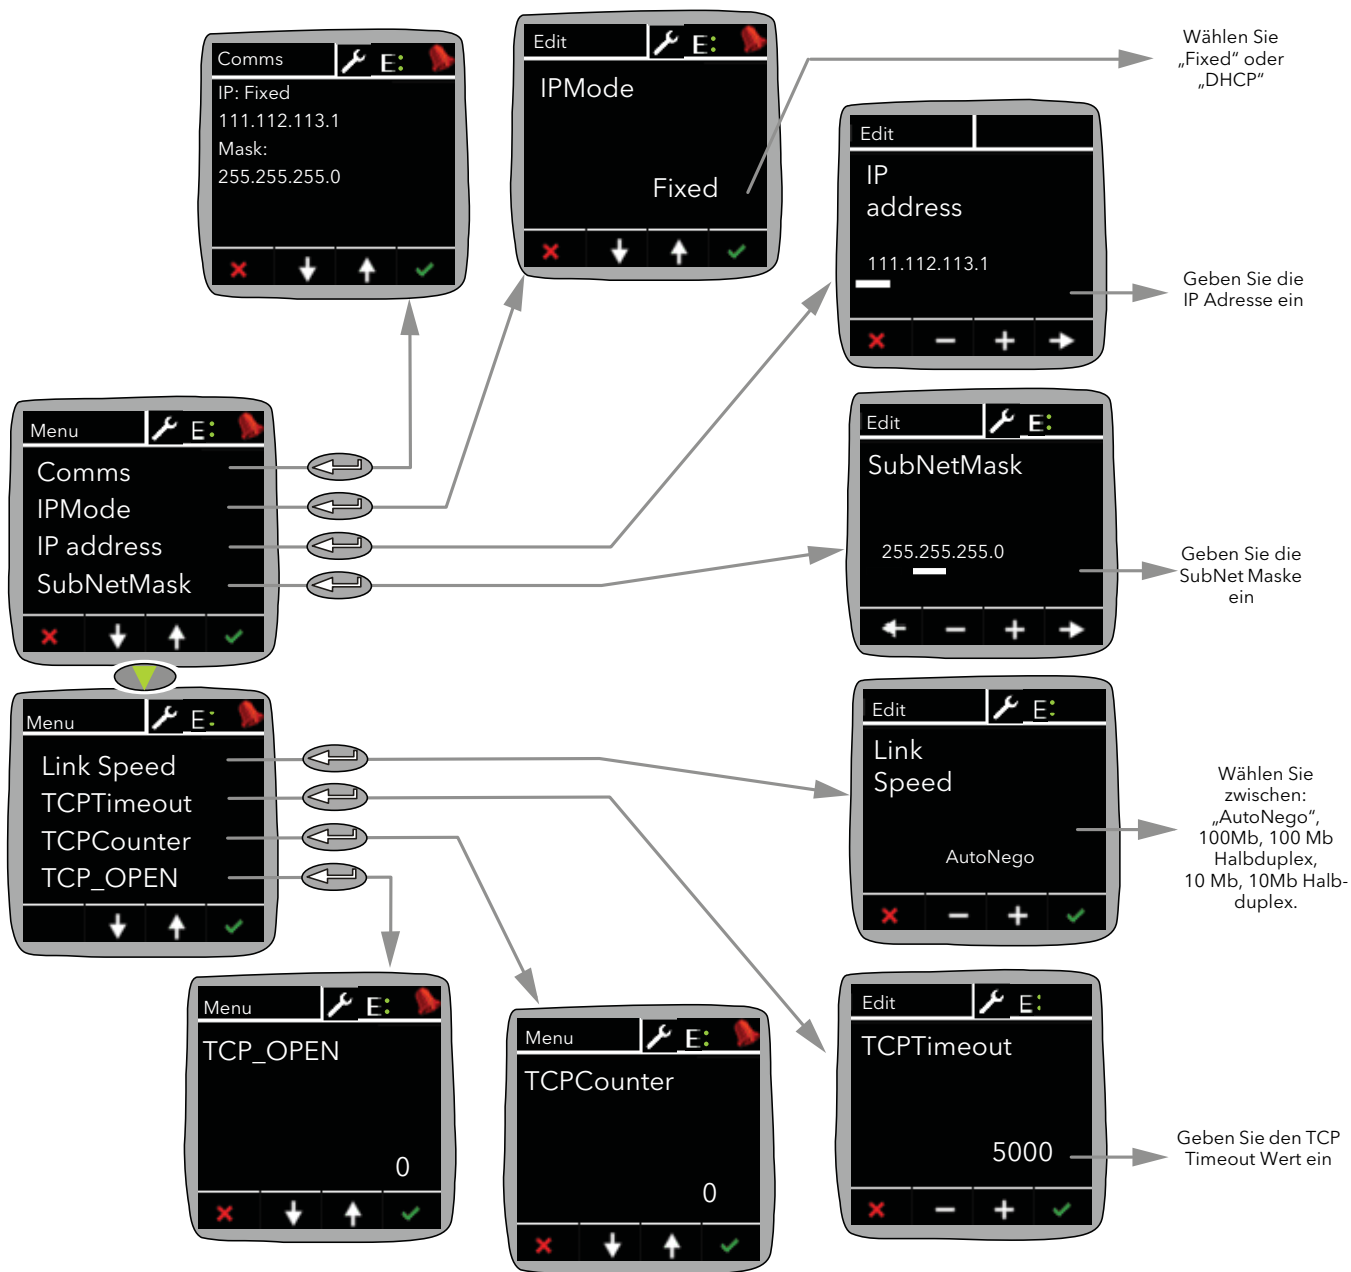 Comms
E:
IP: Fixed
111.112.113.1
Mask:
255.255.255.0
Edit
E:
IPMode
Fixed
Wählen Sie
„Fixed“ oder
„DHCP“
Edit
IP
address
111.112.113.1
Geben Sie die
IP Adresse ein
Menu
E:
Comms
IPMode
IP address
SubNetMask
Edit
E:
SubNetMask
255.255.255.0
Geben Sie die
SubNet Maske
ein
Menu
E:
Link Speed
TCPTimeout
TCPCounter
TCP_OPEN
Edit
E:
Link
Speed
AutoNego
Wählen Sie
zwischen:
„AutoNego“,
100Mb, 100 Mb
Halbduplex,
10 Mb, 10Mb Halb-
duplex.
Menu
E:
TCP_OPEN
0
Menu
E:
TCPCounter
0
Edit
E:
TCPTimeout
5000
Geben Sie den TCP
Timeout Wert ein